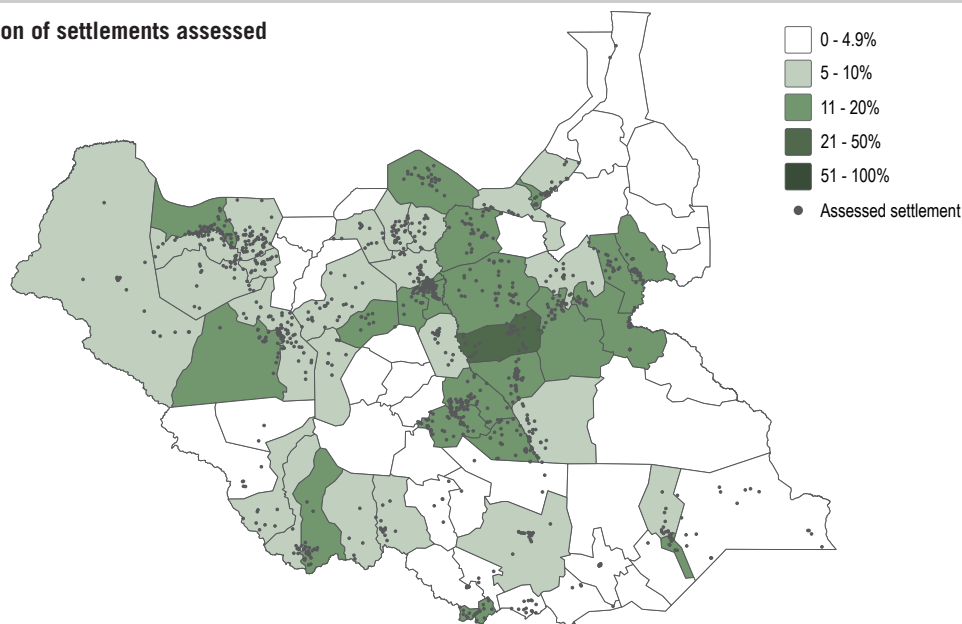 on of settlements assessed
0 - 4.9%
5 - 10%
11 - 20%
21 - 50%
51 - 100%
Assessed settlement